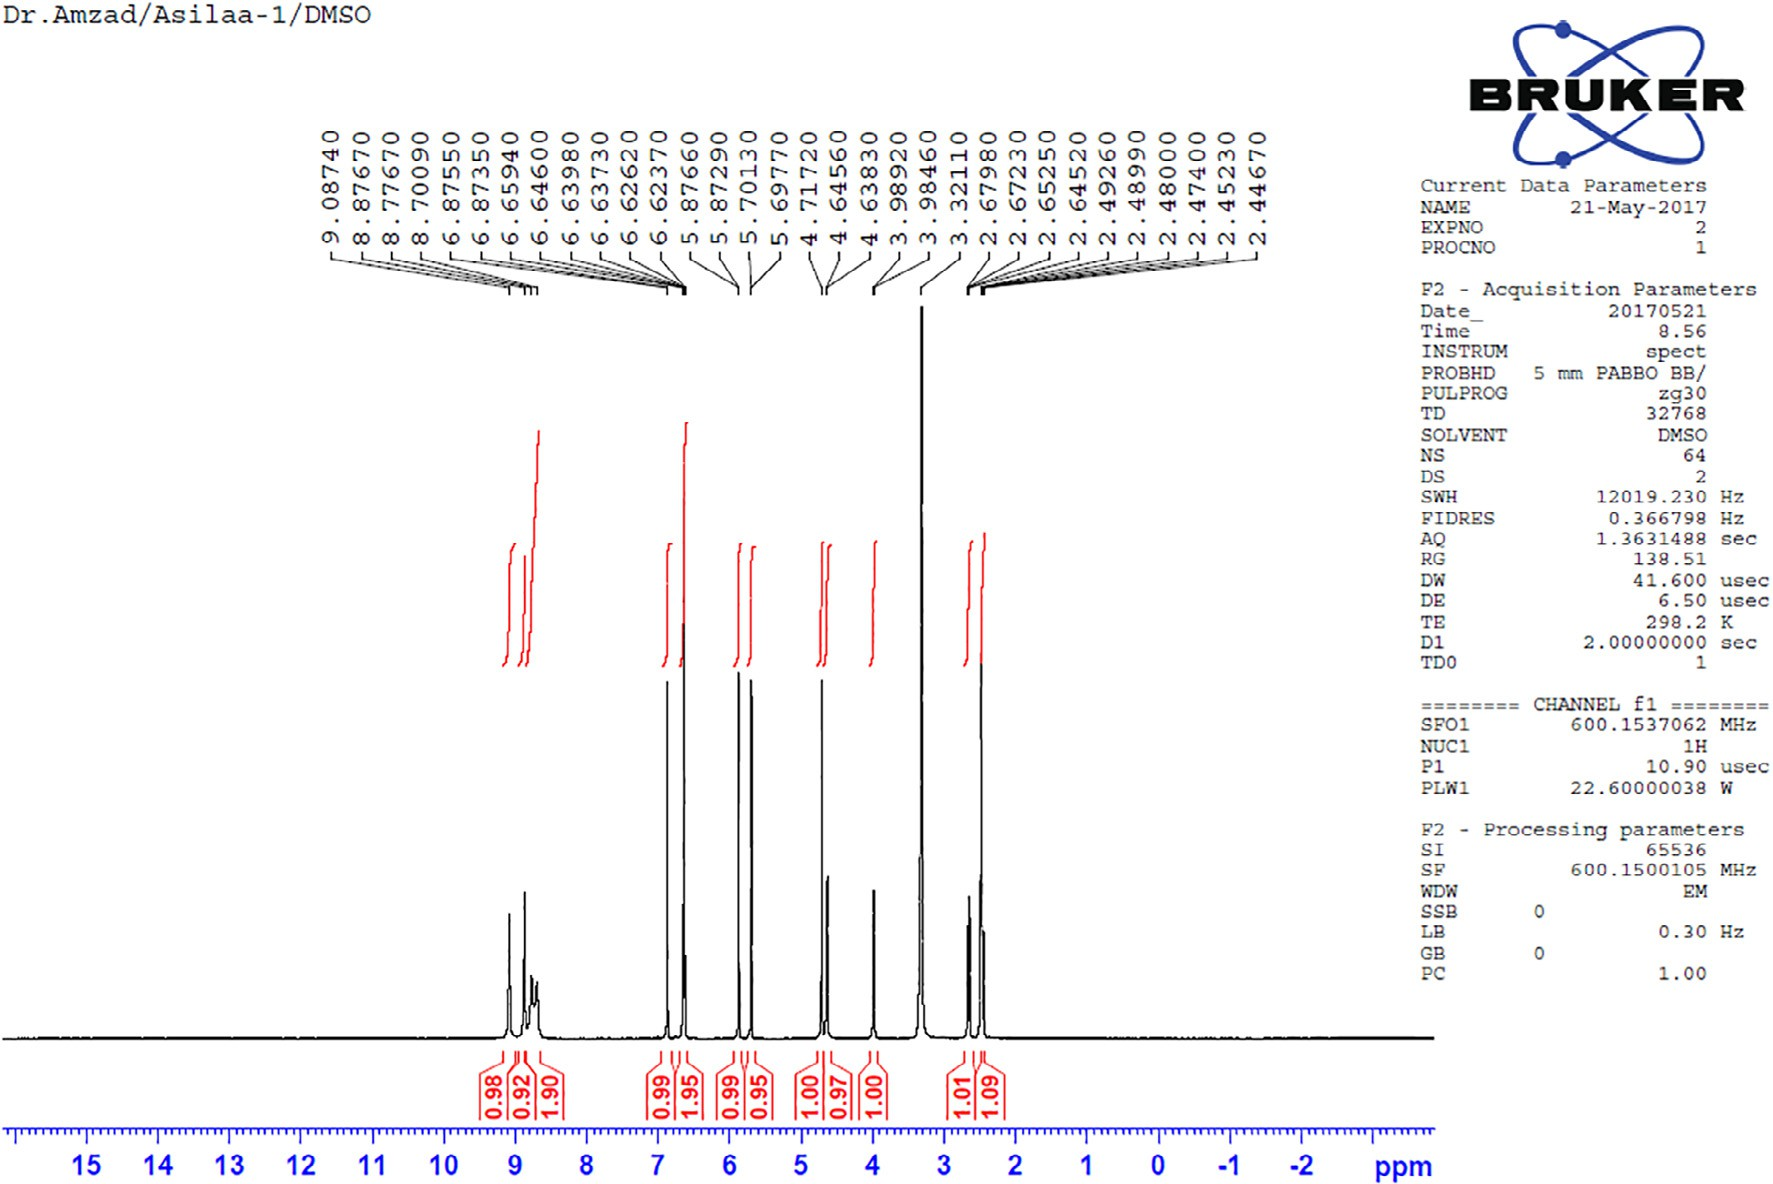 Dr.Amzad/Asilaa-1/DMSO
BRUKER
9.08740
8.87670
8.77670
8.70090
6.87550
6.87350
6.65940
6.64600
6.63980
6.63730
6.62620
6.62370
5.87660
5.87290
5.70130
5.69770
4.71720
4.64560
4.63830
3.98920
3.98460
3.32110
2.67980
2.67230
2.65250
2.64520
2.49260
2.48990
2.48000
2.47400
2.45230
2.44670
Current Data Parameters
NAME 21-May-2017
EXPNO 2
PROCNO 1
F2 - Acquisition Parameters
Date_ 20170521
Time 8.56
INSTRUM spect
PROBHD 5 mm PABBO BB/
PULPROG zg30
TD 32768
SOLVENT DMSO
NS 64
DS 2
SWH 12019.230 Hz
FIDRES 0.366798 Hz
AQ 1.3631488 sec
RG 138.51
DW 41.600 usec
DE 6.50 usec
TE 298.2 K
D1 2.00000000 sec
TD0 1
======== CHANNEL f1 ========
SFO1 600.1537062 MHz
NUC1 1H
P1 10.90 usec
PLW1 22.60000038 W
F2 - Processing parameters
SI 65536
SF 600.1500105 MHz
WDW EM
SSB 0
LB 0.30 Hz
GB 0
PC 1.00
0.98
0.92
1.90
0.99
1.95
0.99
0.95
1.00
0.97
1.00
1.01
1.09
15 14 13 12 11 10 9 8 7 6 5 4 3 2 1 0 -1 -2 ppm